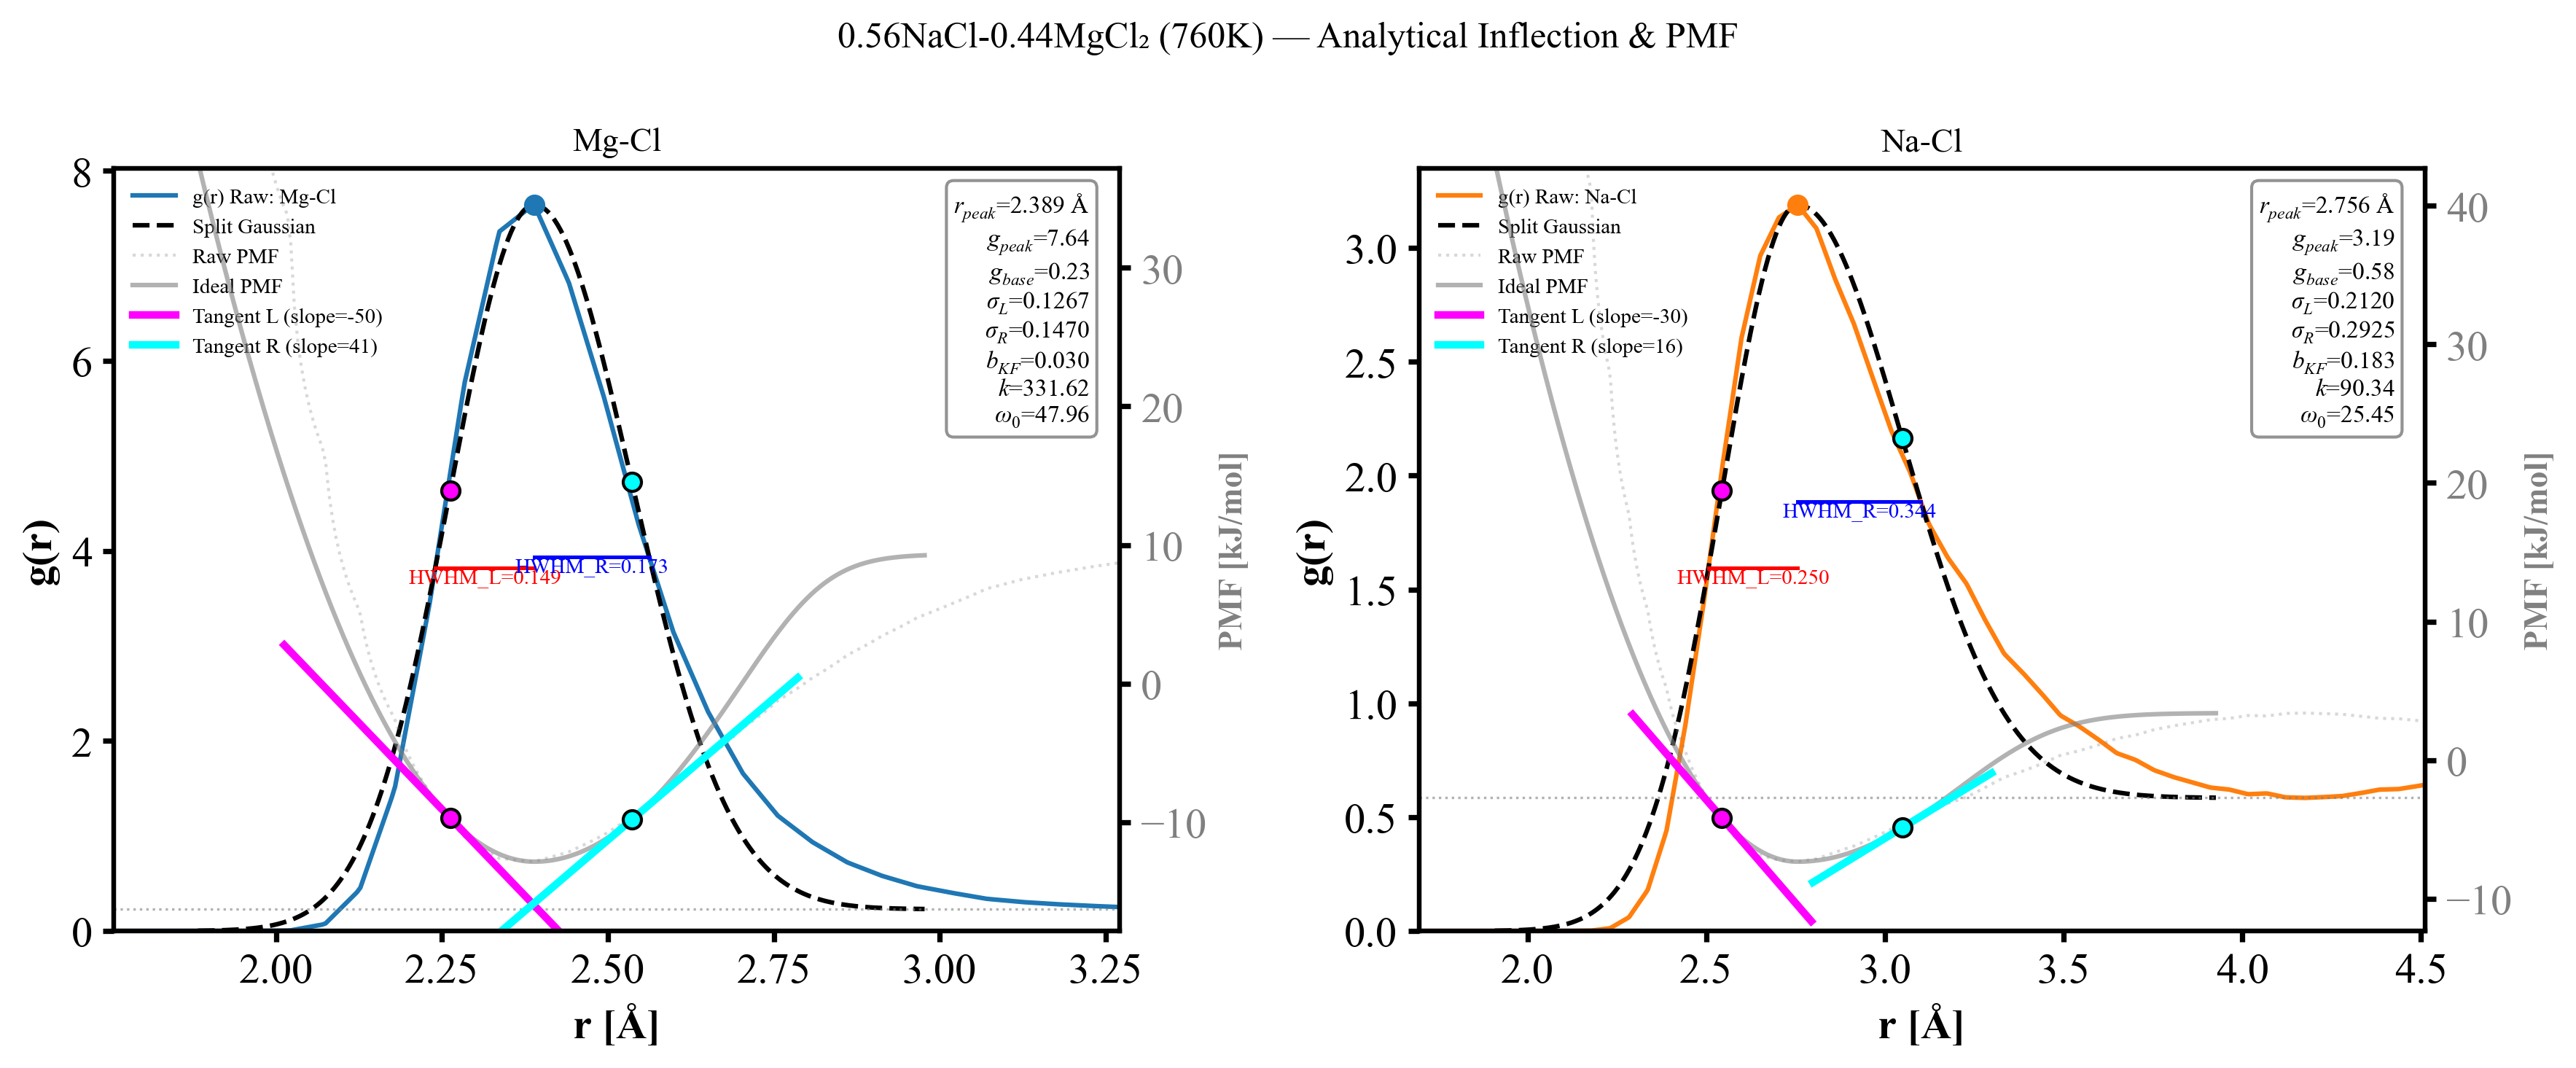 0.56NaCl-0.44MgCl₂ (760K) — Analytical Inflection & PMF
Mg-Cl
g(r) Raw: Mg-Cl
Split Gaussian
Raw PMF
Ideal PMF
Tangent L (slope=-50)
Tangent R (slope=41)
r_peak=2.389 Å
g_peak=7.64
g_base=0.23
σ_L=0.1267
σ_R=0.1470
b_KF=0.030
k=331.62
ω₀=47.96
HWHM_L=0.149
HWHM_R=0.173
8
6
4
2
0
g(r)
30
20
10
0
−10
PMF [kJ/mol]
2.00 2.25 2.50 2.75 3.00 3.25
r [Å]
Na-Cl
g(r) Raw: Na-Cl
Split Gaussian
Raw PMF
Ideal PMF
Tangent L (slope=-30)
Tangent R (slope=16)
r_peak=2.756 Å
g_peak=3.19
g_base=0.58
σ_L=0.2120
σ_R=0.2925
b_KF=0.183
k=90.34
ω₀=25.45
HWHM_R=0.344
HWHM_L=0.250
3.0
2.5
2.0
1.5
1.0
0.5
0.0
g(r)
40
30
20
10
0
−10
PMF [kJ/mol]
2.0 2.5 3.0 3.5 4.0 4.5
r [Å]